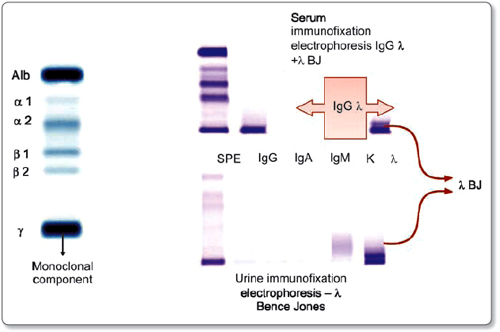 Serum
immunofixation
electrophoresis IgG λ
+λ BJ
Alb
α 1
α 2
β 1
β 2
γ
Monoclonal
component
IgG λ
SPE IgG IgA IgM K λ
λ BJ
Urine immunofixation
electrophoresis – λ
Bence Jones